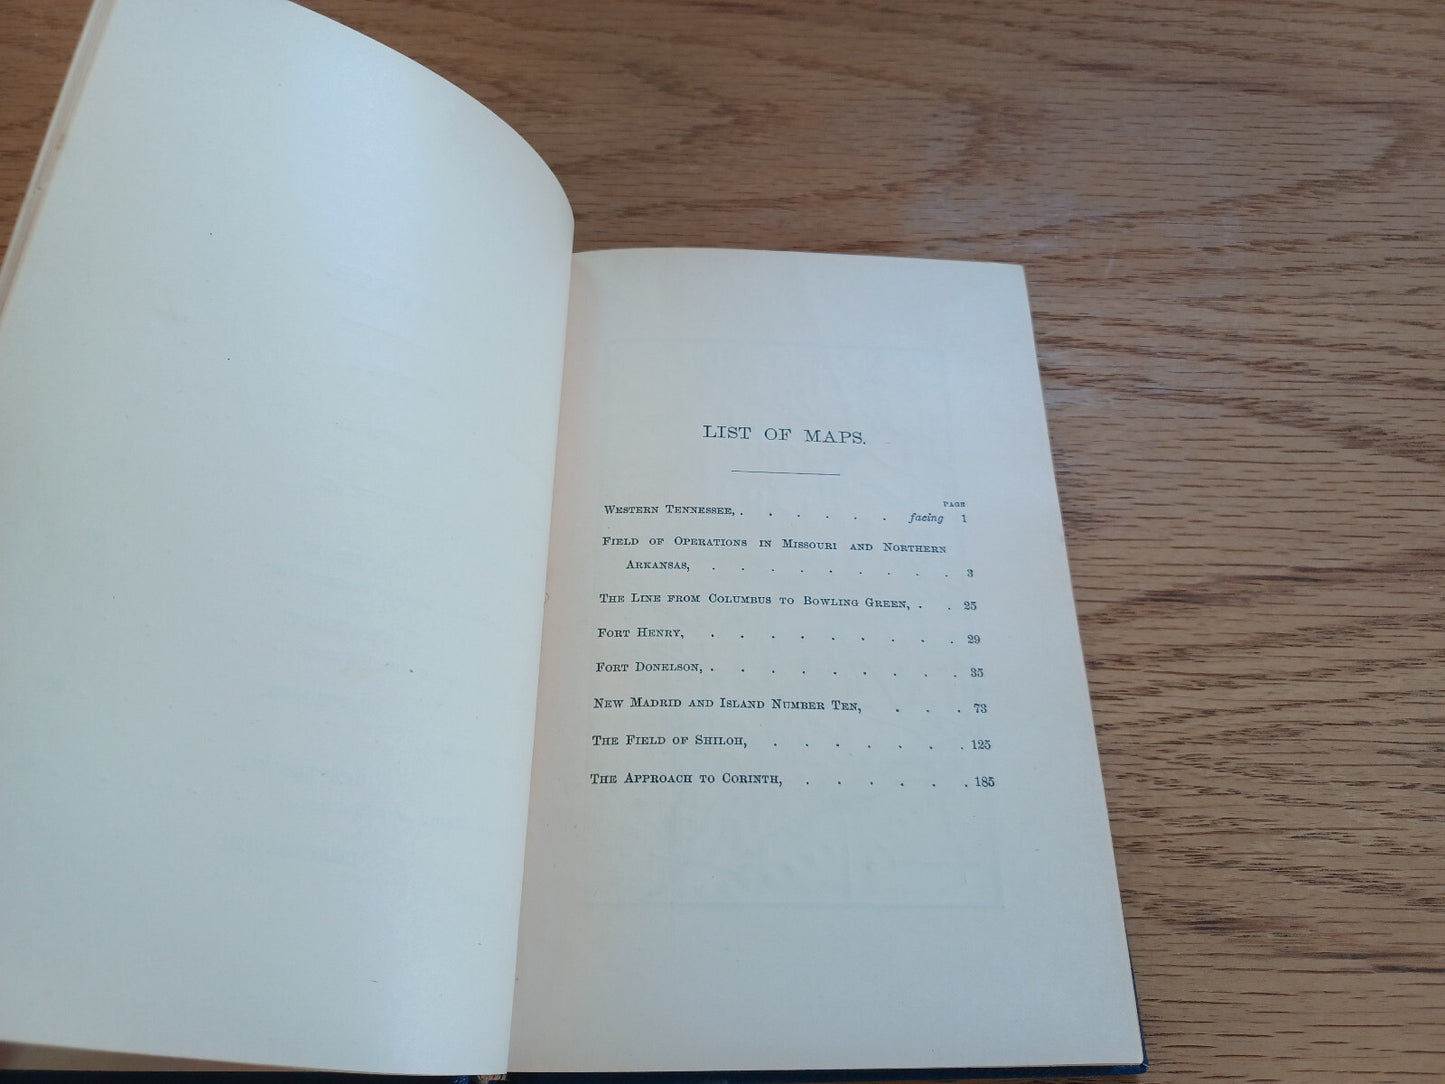 LIST OF MAPS.
PAGE
WESTERN TENNESSEE, . . . . . . facing 1
FIELD OF OPERATIONS IN MISSOURI AND NORTHERN
ARKANSAS, . . . . . . . . . 3
THE LINE FROM COLUMBUS TO BOWLING GREEN, . . 25
FORT HENRY, . . . . . . . . . 29
FORT DONELSON, . . . . . . . . . 35
NEW MADRID AND ISLAND NUMBER TEN, . . . 73
THE FIELD OF SHILOH, . . . . . . . 125
THE APPROACH TO CORINTH, . . . . . . 185